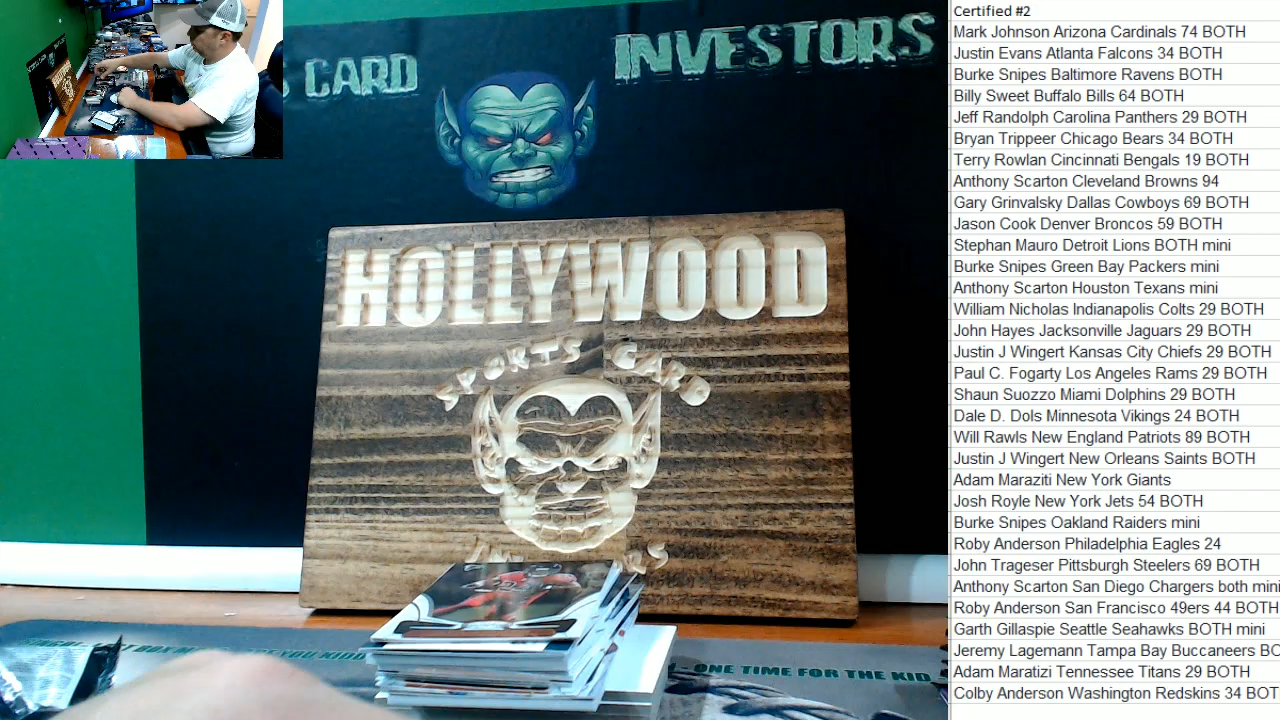 CARD INVESTORS
HOLLYWOOD
SPORTS CARD
- ONE TIME FOR THE KID
Certified #2
Mark Johnson Arizona Cardinals 74 BOTH
Justin Evans Atlanta Falcons 34 BOTH
Burke Snipes Baltimore Ravens BOTH
Billy Sweet Buffalo Bills 64 BOTH
Jeff Randolph Carolina Panthers 29 BOTH
Bryan Trippeer Chicago Bears 34 BOTH
Terry Rowlan Cincinnati Bengals 19 BOTH
Anthony Scarton Cleveland Browns 94
Gary Grinvalsky Dallas Cowboys 69 BOTH
Jason Cook Denver Broncos 59 BOTH
Stephan Mauro Detroit Lions BOTH mini
Burke Snipes Green Bay Packers mini
Anthony Scarton Houston Texans mini
William Nicholas Indianapolis Colts 29 BOTH
John Hayes Jacksonville Jaguars 29 BOTH
Justin J Wingert Kansas City Chiefs 29 BOTH
Paul C. Fogarty Los Angeles Rams 29 BOTH
Shaun Suozzo Miami Dolphins 29 BOTH
Dale D. Dols Minnesota Vikings 24 BOTH
Will Rawls New England Patriots 89 BOTH
Justin J Wingert New Orleans Saints BOTH
Adam Maraziti New York Giants
Josh Royle New York Jets 54 BOTH
Burke Snipes Oakland Raiders mini
Roby Anderson Philadelphia Eagles 24
John Trageser Pittsburgh Steelers 69 BOTH
Anthony Scarton San Diego Chargers both mini
Roby Anderson San Francisco 49ers 44 BOTH
Garth Gillaspie Seattle Seahawks BOTH mini
Jeremy Lagemann Tampa Bay Buccaneers BO
Adam Maratizi Tennessee Titans 29 BOTH
Colby Anderson Washington Redskins 34 BOT